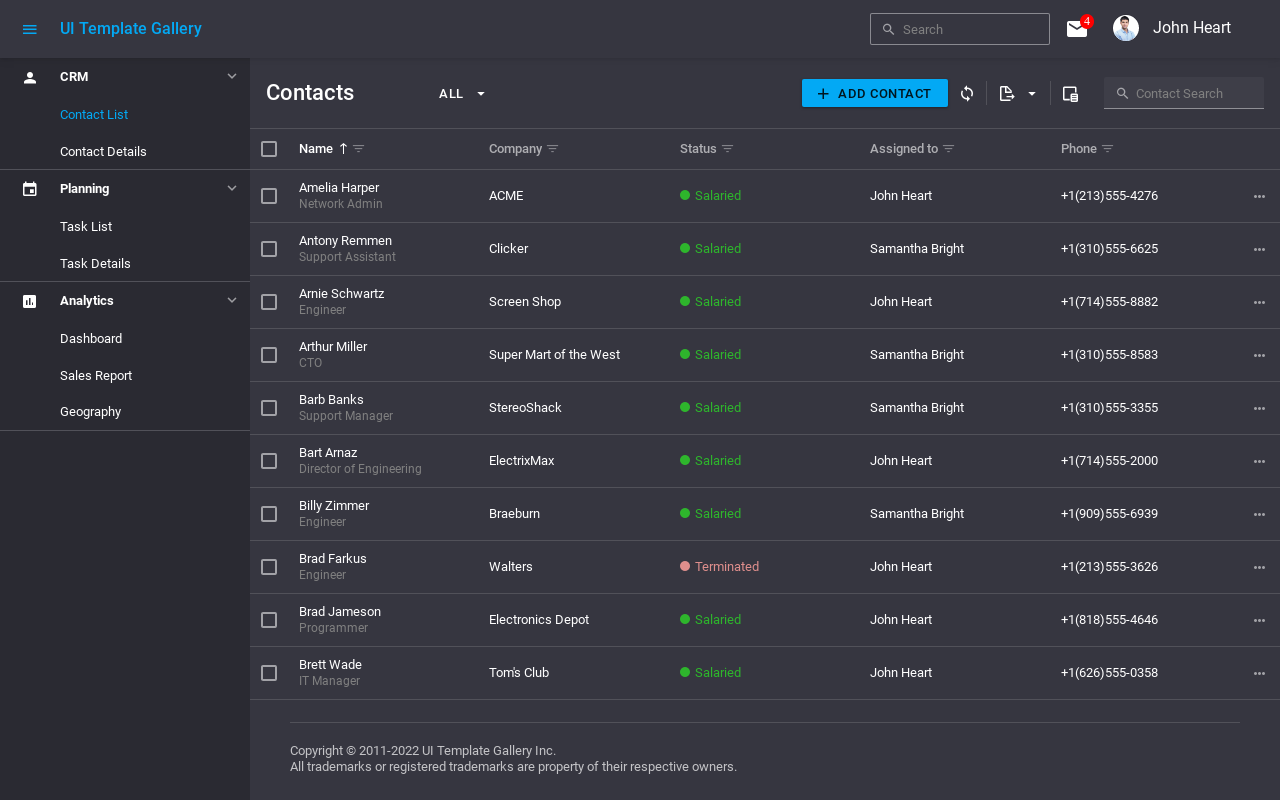 UI Template Gallery
Search
4
John Heart
CRM
Contact List
Contact Details
Planning
Task List
Task Details
Analytics
Dashboard
Sales Report
Geography
Contacts
ALL
ADD CONTACT
Contact Search
Name Company Status Assigned to Phone
Amelia Harper
Network Admin
ACME Salaried John Heart +1(213)555-4276
Antony Remmen
Support Assistant
Clicker Salaried Samantha Bright +1(310)555-6625
Arnie Schwartz
Engineer
Screen Shop Salaried John Heart +1(714)555-8882
Arthur Miller
CTO
Super Mart of the West Salaried Samantha Bright +1(310)555-8583
Barb Banks
Support Manager
StereoShack Salaried Samantha Bright +1(310)555-3355
Bart Arnaz
Director of Engineering
ElectrixMax Salaried John Heart +1(714)555-2000
Billy Zimmer
Engineer
Braeburn Salaried Samantha Bright +1(909)555-6939
Brad Farkus
Engineer
Walters Terminated John Heart +1(213)555-3626
Brad Jameson
Programmer
Electronics Depot Salaried John Heart +1(818)555-4646
Brett Wade
IT Manager
Tom's Club Salaried John Heart +1(626)555-0358
Copyright © 2011-2022 UI Template Gallery Inc.
All trademarks or registered trademarks are property of their respective owners.